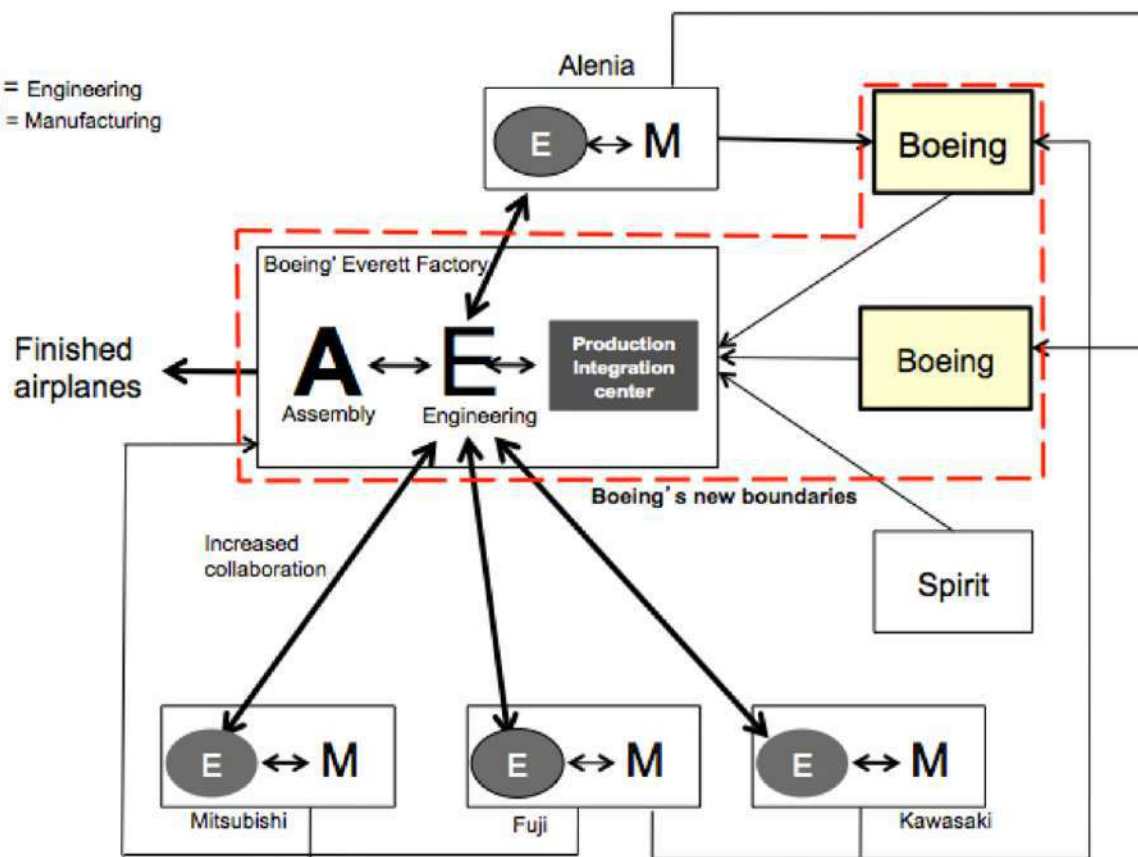 = Engineering
= Manufacturing
Alenia
E
M
Boeing
Boeing' Everett Factory
A
Assembly
E
Engineering
Production
Integration
center
Finished
airplanes
Boeing
Boeing's new boundaries
Increased
collaboration
Spirit
E
M
Mitsubishi
E
M
Fuji
E
M
Kawasaki